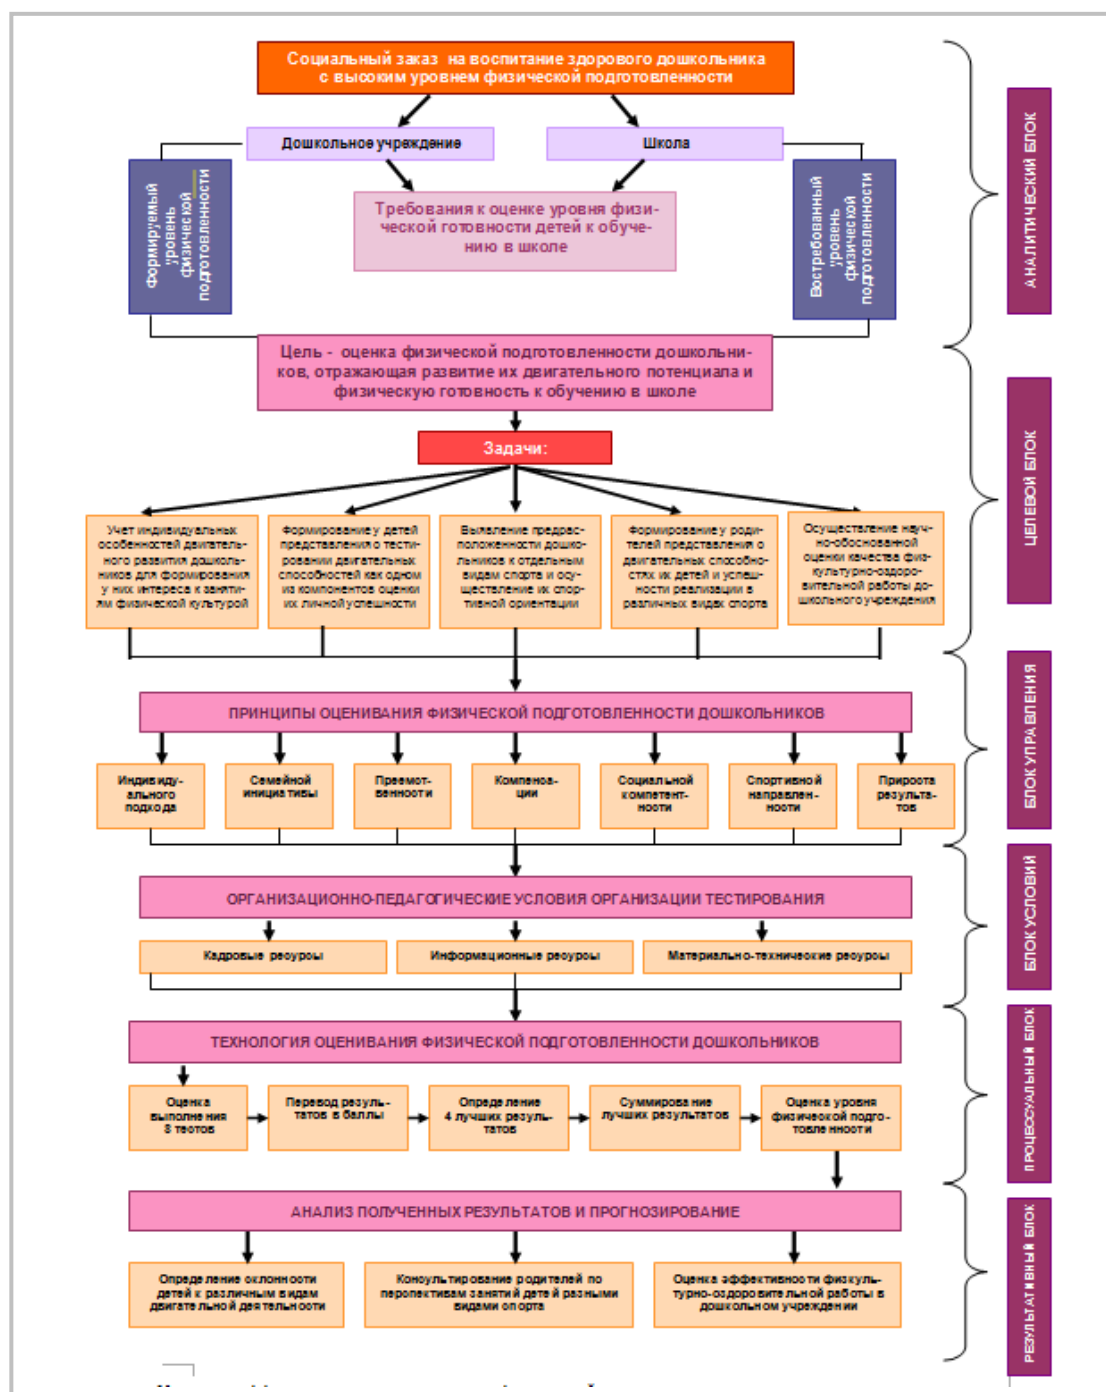 Социальный заказ на воспитание здорового дошкольника
с высоким уровнем физической подготовленности
Дошкольное учреждение
Школа
Формируемый
уровень
физической
подготовленности
Требования к оценке уровня физи-
ческой готовности детей к обуче-
нию в школе
Востребованный
уровень
физической
подготовленности
АНАЛИТИЧЕСКИЙ БЛОК
Цель - оценка физической подготовленности дошкольни-
ков, отражающая развитие их двигательного потенциала и
физическую готовность к обучению в школе
Задачи:
Учет индивидуальных
особенностей двигатель-
ного развития дошколь-
ников для формирования
у них интереса к заняти-
ям физической культурой
Формирование у детей
представления о тести-
ровании двигательных
способностей как одном
из компонентов оценки
их личной успешности
Выявление предрас-
положенности дошко-
льников к отдельным
видам спорта и осу-
ществление их спор-
тивной ориентации
Формирование у роди-
телей представления о
двигательных способно-
стях их детей и успеш-
ности реализации в
различных видах спорта
Осуществление науч-
но-обоснованной
оценки качества физ-
культурно-оздоро-
вительной работы до-
школьного учреждения
ЦЕЛЕВОЙ БЛОК
ПРИНЦИПЫ ОЦЕНИВАНИЯ ФИЗИЧЕСКОЙ ПОДГОТОВЛЕННОСТИ ДОШКОЛЬНИКОВ
Индивиду-
ального
подхода
Семейной
инициативы
Преемст-
венности
Компенса-
ции
Социальной
компетент-
ности
Спортивной
направлен-
ности
Прироста
результа-
тов
БЛОК УПРАВЛЕНИЯ
ОРГАНИЗАЦИОННО-ПЕДАГОГИЧЕСКИЕ УСЛОВИЯ ОРГАНИЗАЦИИ ТЕСТИРОВАНИЯ
Кадровые ресурсы
Информационные ресурсы
Материально-технические ресурсы
БЛОК УСЛОВИЙ
ТЕХНОЛОГИЯ ОЦЕНИВАНИЯ ФИЗИЧЕСКОЙ ПОДГОТОВЛЕННОСТИ ДОШКОЛЬНИКОВ
Оценка
выполнения
8 тестов
Перевод резуль-
татов в баллы
Определение
4 лучших резуль-
татов
Суммирование
лучших результатов
Оценка уровня
физической подго-
товленности
ПРОЦЕССУАЛЬНЫЙ БЛОК
АНАЛИЗ ПОЛУЧЕННЫХ РЕЗУЛЬТАТОВ И ПРОГНОЗИРОВАНИЕ
Определение склонности
детей к различным видам
двигательной деятельности
Консультирование родителей по
перспективам занятий детей разными
видами спорта
Оценка эффективности физкуль-
турно-оздоровительной работы в
дошкольном учреждении
РЕЗУЛЬТАТИВНЫЙ БЛОК